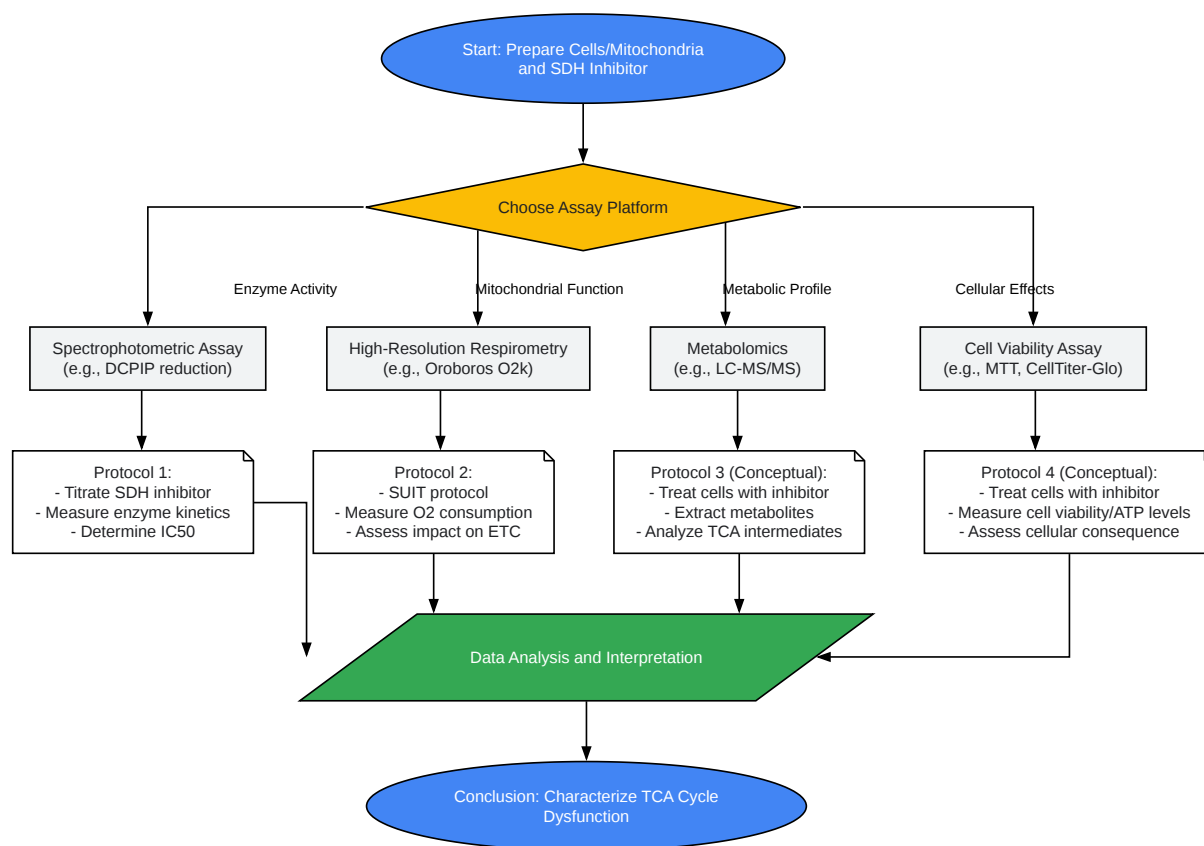 Start: Prepare Cells/Mitochondria
and SDH Inhibitor
Choose Assay Platform
Enzyme Activity
Mitochondrial Function
Metabolic Profile
Cellular Effects
Spectrophotometric Assay
(e.g., DCPIP reduction)
High-Resolution Respirometry
(e.g., Oroboros O2k)
Metabolomics
(e.g., LC-MS/MS)
Cell Viability Assay
(e.g., MTT, CellTiter-Glo)
Protocol 1:
- Titrate SDH inhibitor
- Measure enzyme kinetics
- Determine IC50
Protocol 2:
- SUIT protocol
- Measure O2 consumption
- Assess impact on ETC
Protocol 3 (Conceptual):
- Treat cells with inhibitor
- Extract metabolites
- Analyze TCA intermediates
Protocol 4 (Conceptual):
- Treat cells with inhibitor
- Measure cell viability/ATP levels
- Assess cellular consequence
Data Analysis and Interpretation
Conclusion: Characterize TCA Cycle
Dysfunction